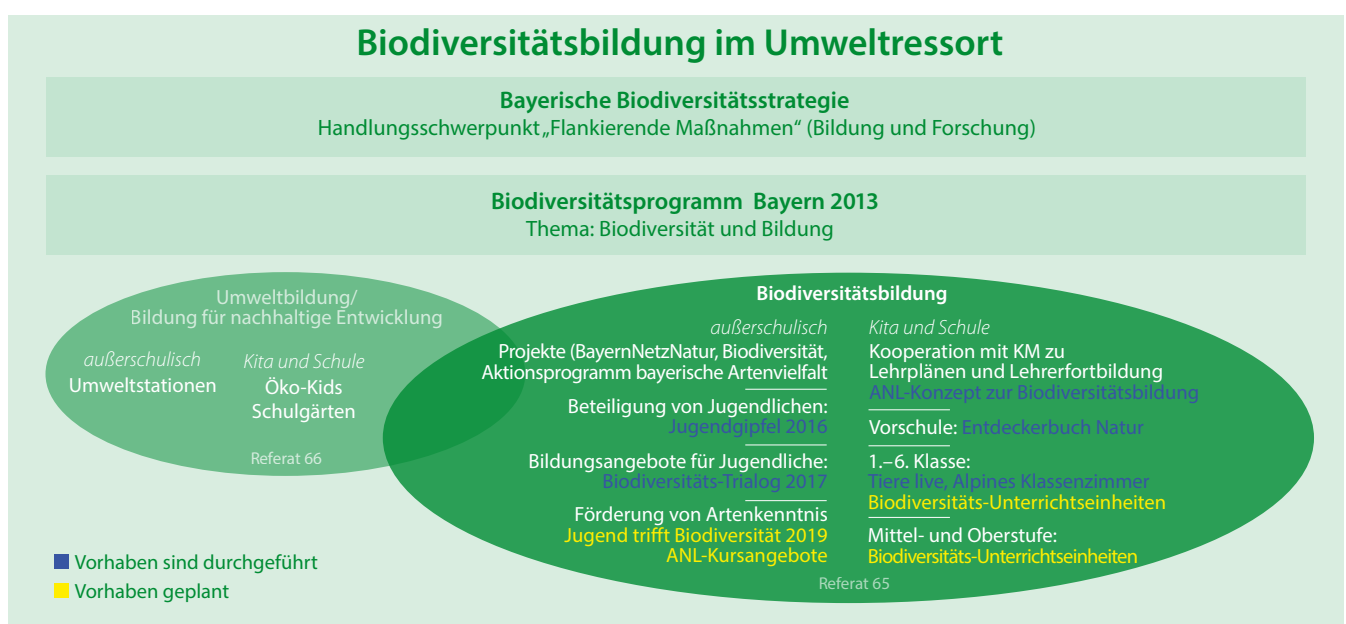 Biodiversitätsbildung im Umweltressort
Bayerische Biodiversitätsstrategie
Handlungsschwerpunkt „Flankierende Maßnahmen“ (Bildung und Forschung)
Biodiversitätsprogramm Bayern 2013
Thema: Biodiversität und Bildung
Umweltbildung/
Bildung für nachhaltige Entwicklung
außerschulisch
Umweltstationen
Kita und Schule
Öko-Kids
Schulgärten
Referat 66
Biodiversitätsbildung
außerschulisch
Projekte (BayernNetzNatur, Biodiversität,
Aktionsprogramm bayerische Artenvielfalt
Beteiligung von Jugendlichen:
Jugendgipfel 2016
Bildungsangebote für Jugendliche:
Biodiversitäts-Trialog 2017
Förderung von Artenkenntnis
Jugend trifft Biodiversität 2019
ANL-Kursangebote
Kita und Schule
Kooperation mit KM zu
Lehrplänen und Lehrerfortbildung
ANL-Konzept zur Biodiversitätsbildung
Vorschule: Entdeckerbuch Natur
1.–6. Klasse:
Tiere live, Alpines Klassenzimmer
Biodiversitäts-Unterrichtseinheiten
Mittel- und Oberstufe:
Biodiversitäts-Unterrichtseinheiten
Referat 65
Vorhaben sind durchgeführt
Vorhaben geplant